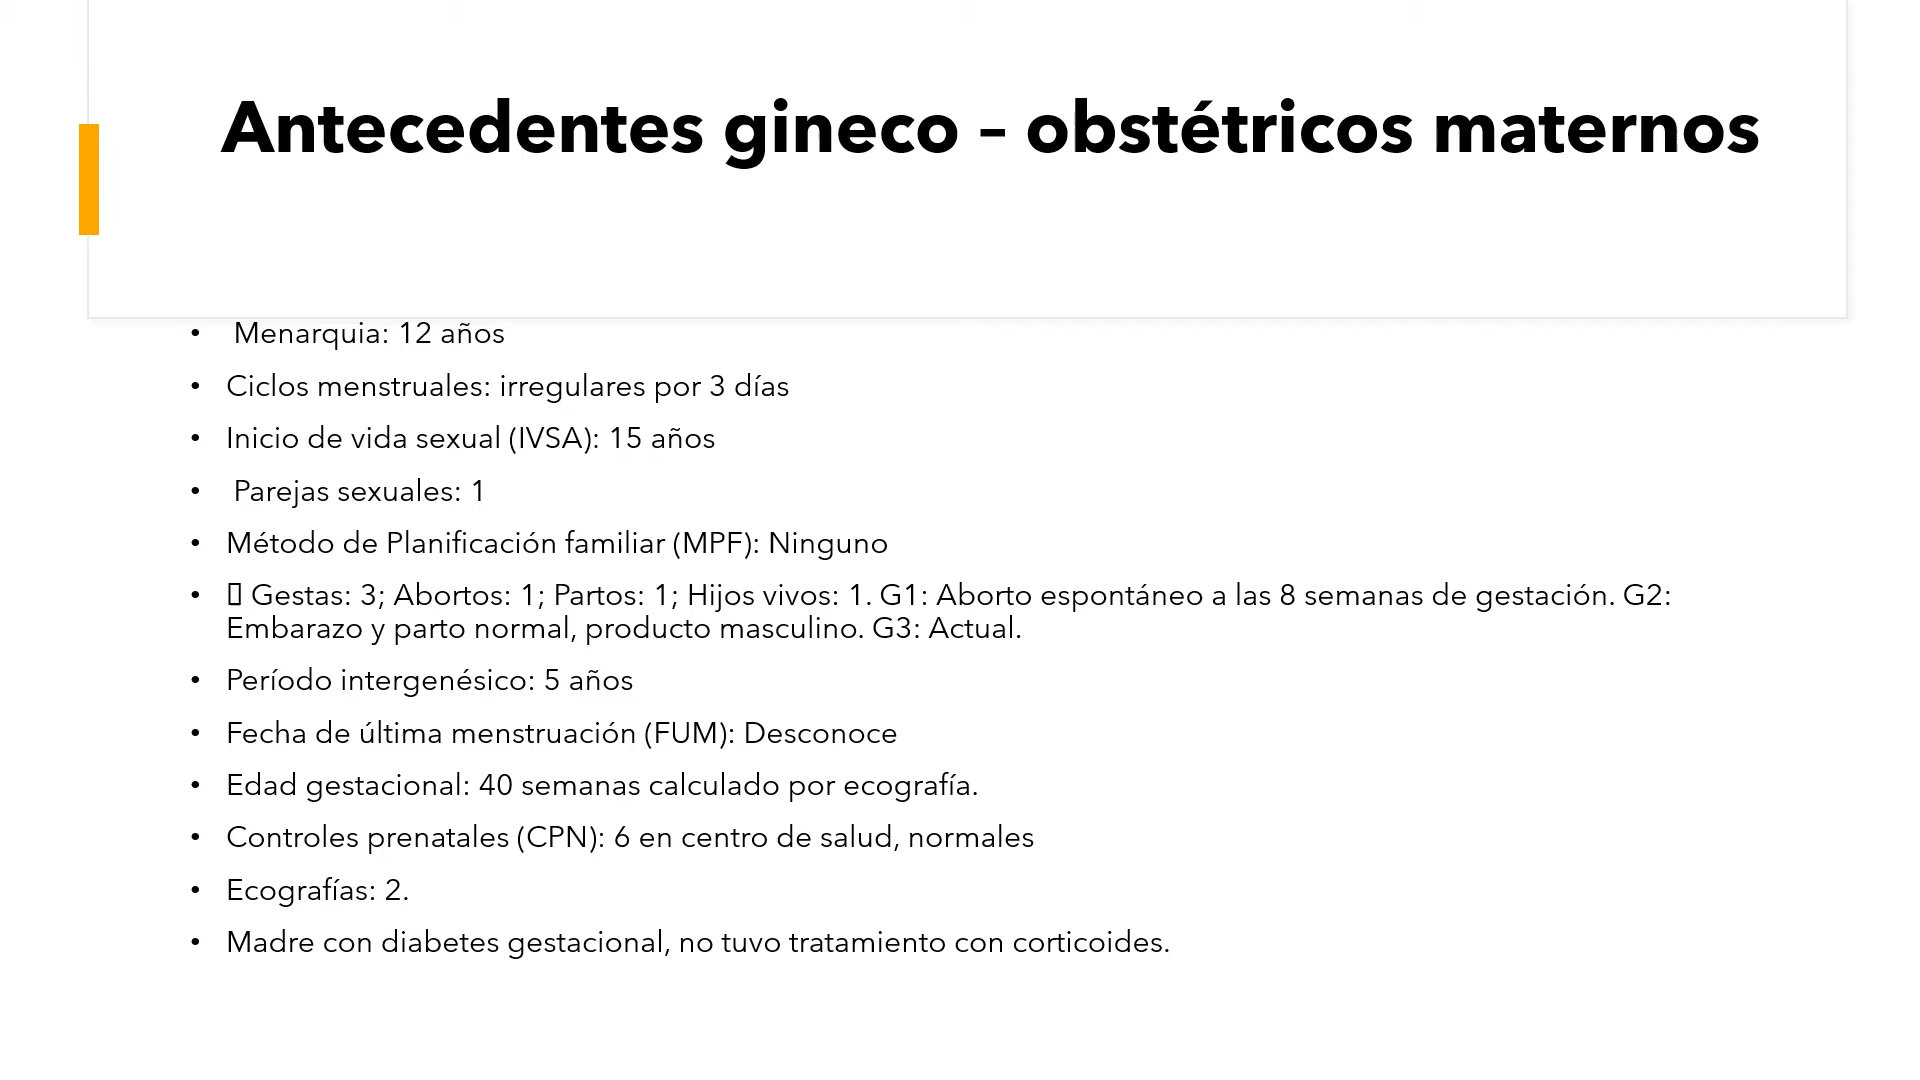 Antecedentes gineco – obstétricos maternos
• Menarquia: 12 años
• Ciclos menstruales: irregulares por 3 días
• Inicio de vida sexual (IVSA): 15 años
• Parejas sexuales: 1
• Método de Planificación familiar (MPF): Ninguno
• Gestas: 3; Abortos: 1; Partos: 1; Hijos vivos: 1. G1: Aborto espontáneo a las 8 semanas de gestación. G2:
Embarazo y parto normal, producto masculino. G3: Actual.
• Período intergenésico: 5 años
• Fecha de última menstruación (FUM): Desconoce
• Edad gestacional: 40 semanas calculado por ecografía.
• Controles prenatales (CPN): 6 en centro de salud, normales
• Ecografías: 2.
• Madre con diabetes gestacional, no tuvo tratamiento con corticoides.